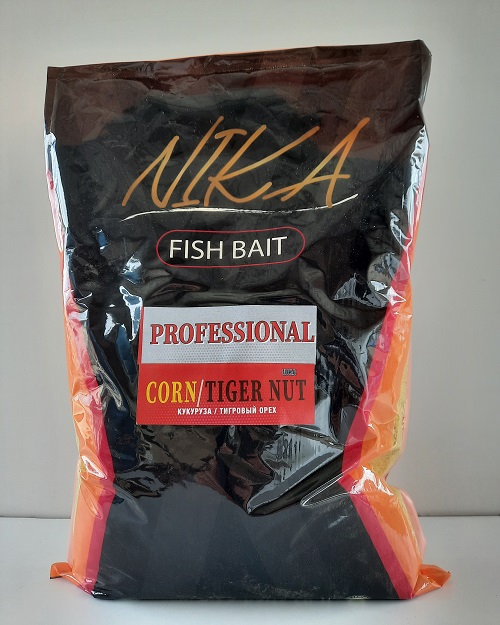 NIKA
FISH BAIT
PROFESSIONAL
CORN/TIGER NUT
КУКУРУЗА / ТИГРОВЫЙ ОРЕХ